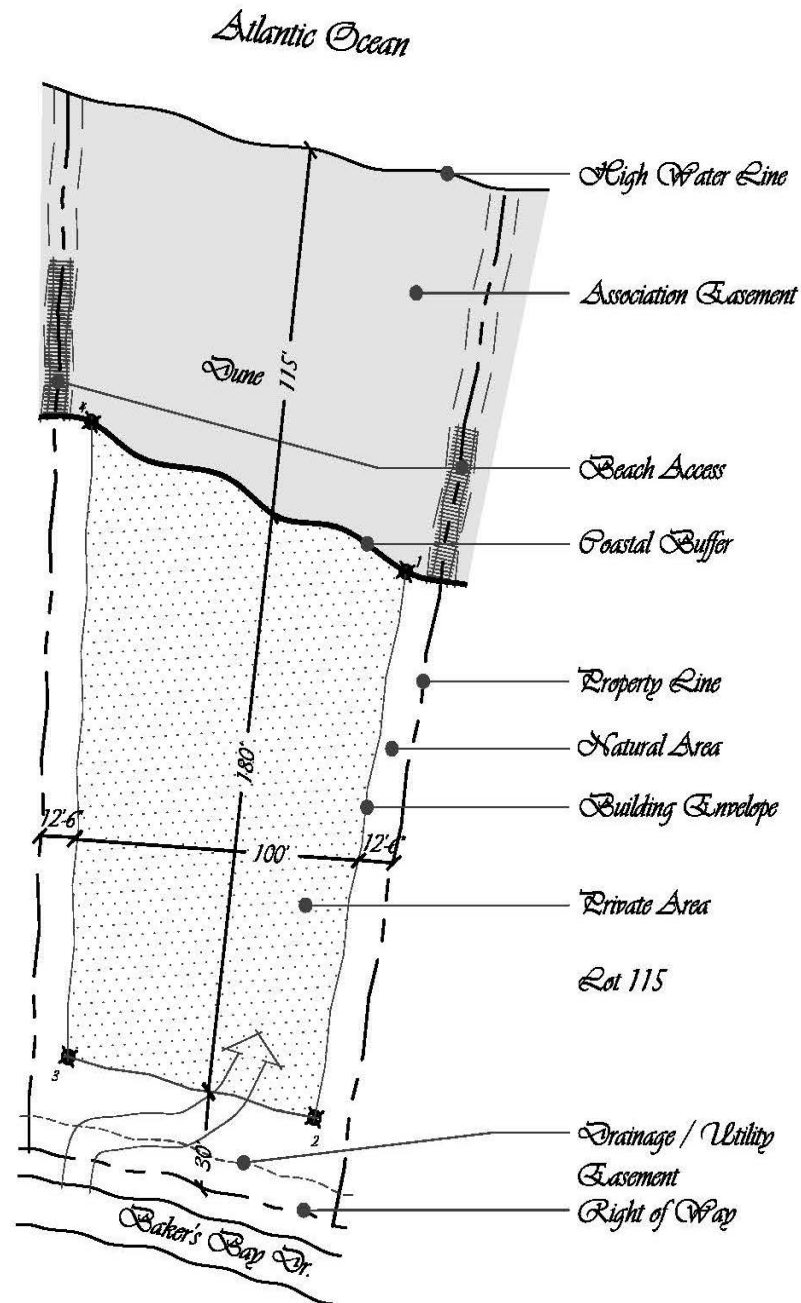 Atlantic Ocean
High Water Line
Association Easement
Dune
115'
4
Beach Access
Coastal Buffer
1
Property Line
180'
Natural Area
Building Envelope
12'-6"
100'
12'-6"
Private Area
Lot 115
3
2
Drainage / Utility
Easement
30'
Right of Way
Baker's Bay Dr.